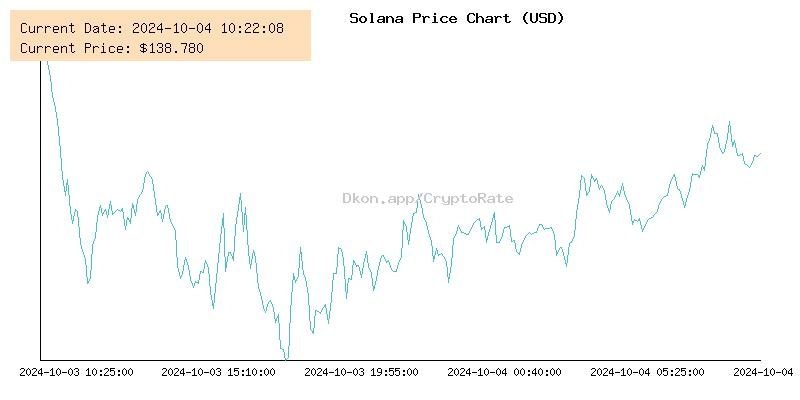 Solana Price Chart (USD)
Current Date: 2024-10-04 10:22:08
Current Price: $138.780
Dkon.app/CryptoRate
2024-10-03 10:25:00 2024-10-03 15:10:00 2024-10-03 19:55:00 2024-10-04 00:40:00 2024-10-04 05:25:00 2024-10-04